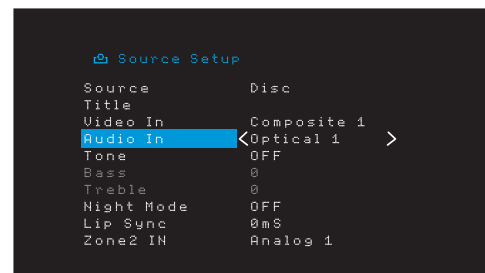 Source Setup
Source Disc
Title
Video In Composite 1
Audio In <Optical 1 >
Tone OFF
Bass 0
Treble 0
Night Mode OFF
Lip Sync 0mS
Zone2 IN Analog 1